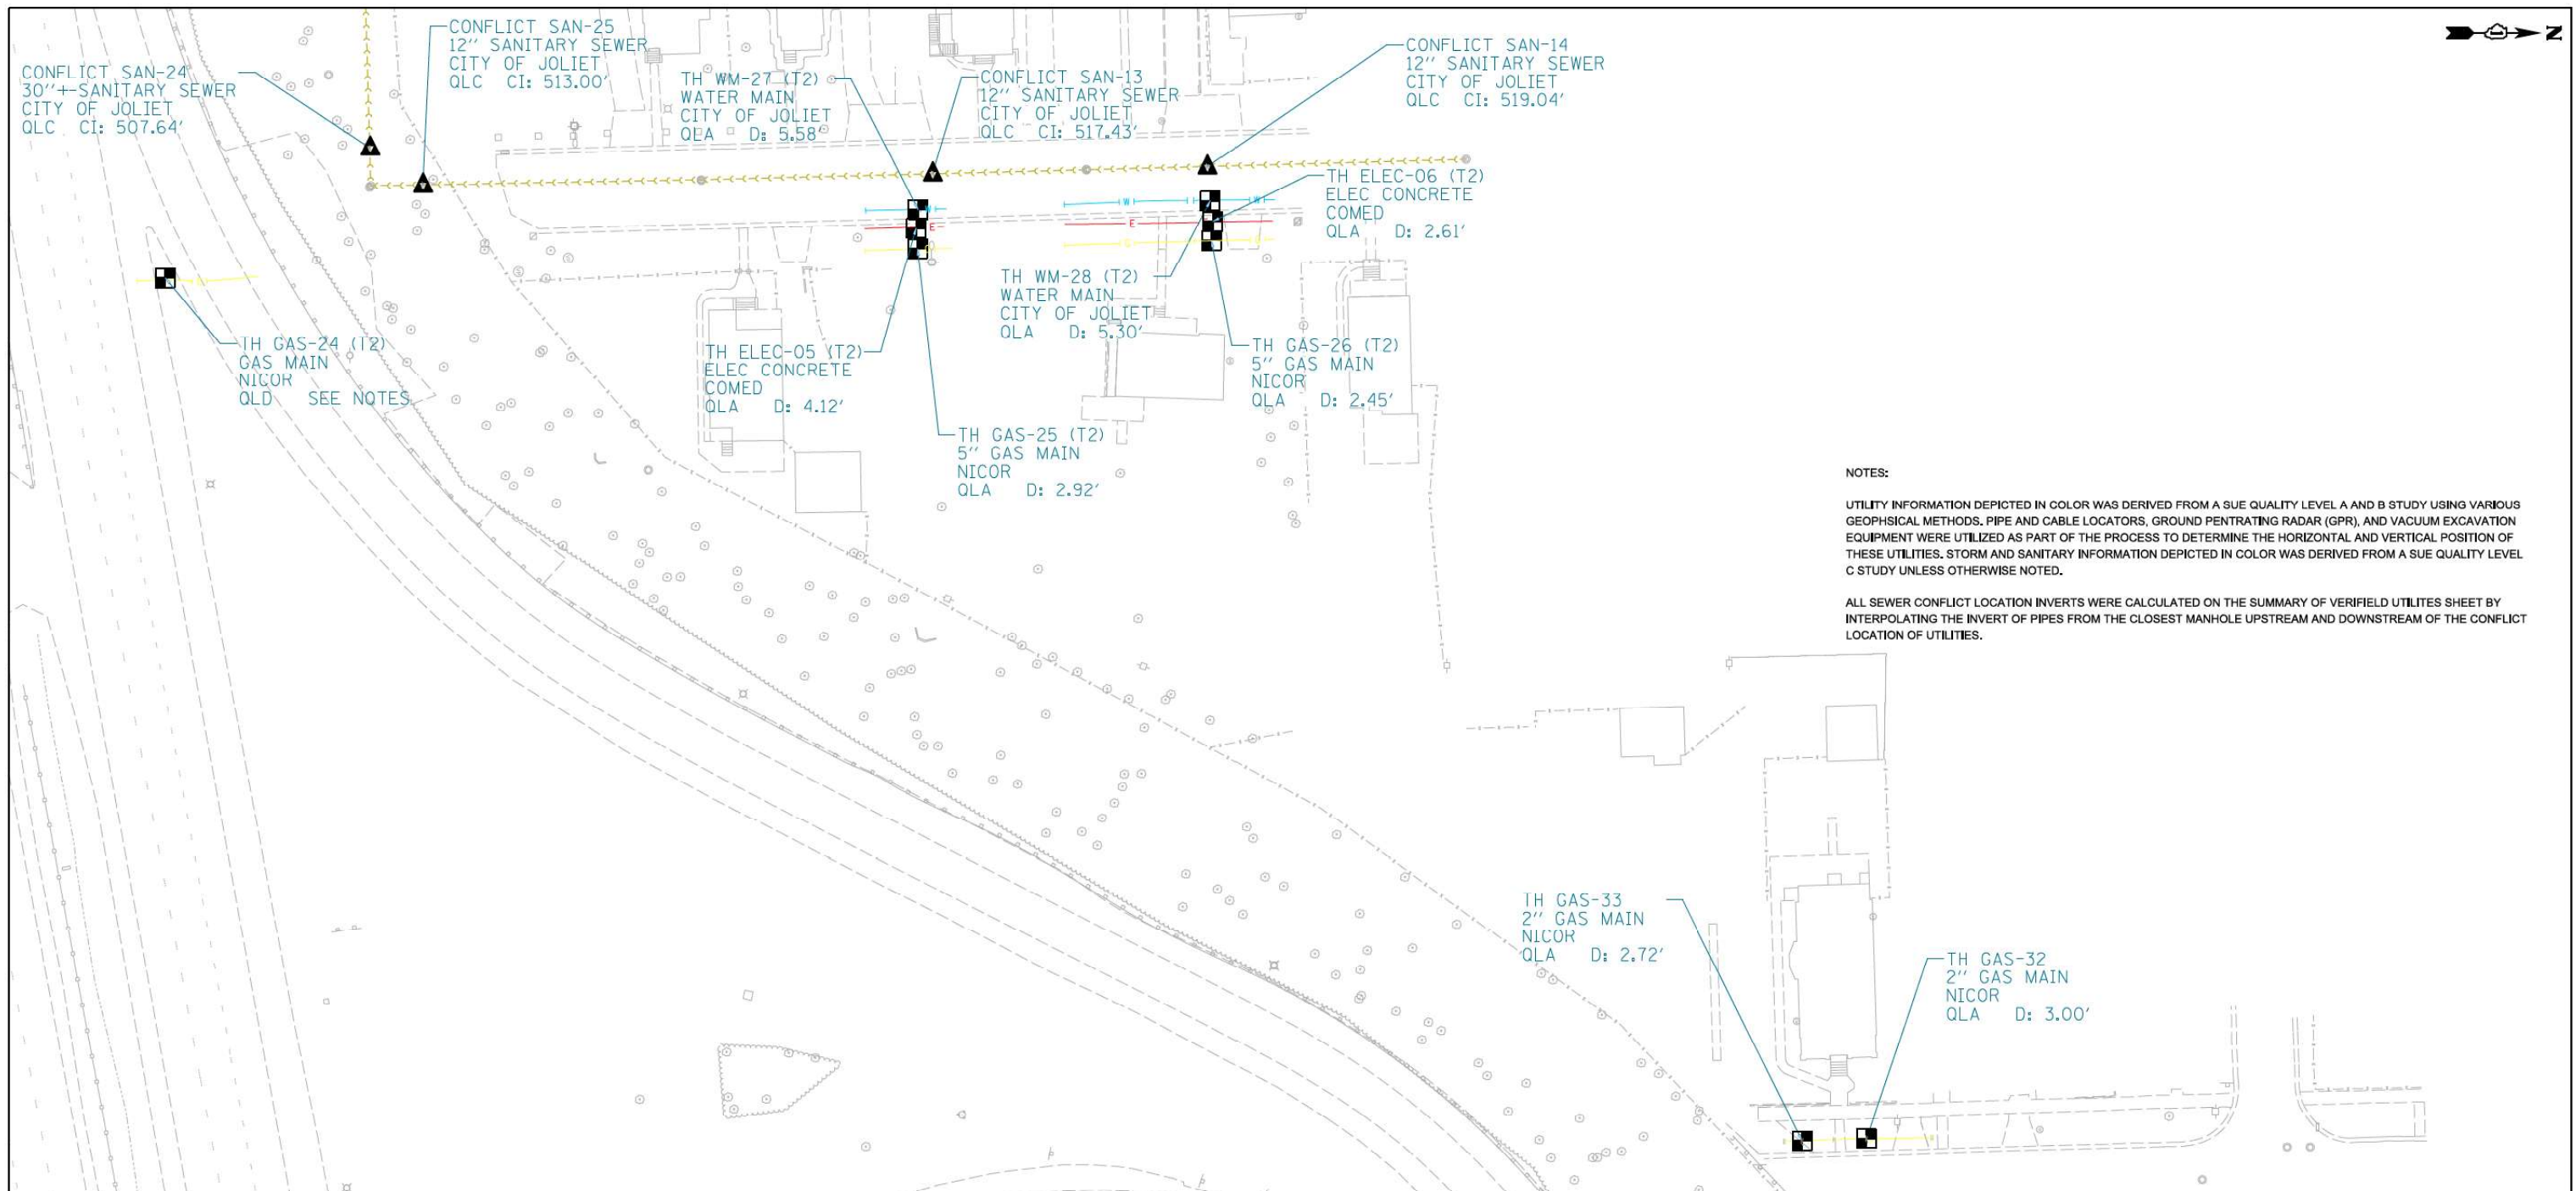 CONFLICT SAN-24
30''+-SANITARY SEWER
CITY OF JOLIET
QLC CI: 507.64'
CONFLICT SAN-25
12'' SANITARY SEWER
CITY OF JOLIET
QLC CI: 513.00'
TH WM-27 (T2)
WATER MAIN
CITY OF JOLIET
QLA D: 5.58'
CONFLICT SAN-13
12'' SANITARY SEWER
CITY OF JOLIET
QLC CI: 517.43'
CONFLICT SAN-14
12'' SANITARY SEWER
CITY OF JOLIET
QLC CI: 519.04'
N
TH ELEC-06 (T2)
ELEC CONCRETE
COMED
QLA D: 2.61'
W
E
W
W
E
G
G
TH GAS-24 (T2)
GAS MAIN
NICOR
QLD SEE NOTES
TH ELEC-05 (T2)
ELEC CONCRETE
COMED
QLA D: 4.12'
TH WM-28 (T2)
WATER MAIN
CITY OF JOLIET
QLA D: 5.30'
TH GAS-26 (T2)
5'' GAS MAIN
NICOR
QLA D: 2.45'
TH GAS-25 (T2)
5'' GAS MAIN
NICOR
QLA D: 2.92'
NOTES:
UTILITY INFORMATION DEPICTED IN COLOR WAS DERIVED FROM A SUE QUALITY LEVEL A AND B STUDY USING VARIOUS
GEOPHSICAL METHODS. PIPE AND CABLE LOCATORS, GROUND PENTRATING RADAR (GPR), AND VACUUM EXCAVATION
EQUIPMENT WERE UTILIZED AS PART OF THE PROCESS TO DETERMINE THE HORIZONTAL AND VERTICAL POSITION OF
THESE UTILITIES. STORM AND SANITARY INFORMATION DEPICTED IN COLOR WAS DERIVED FROM A SUE QUALITY LEVEL
C STUDY UNLESS OTHERWISE NOTED.
ALL SEWER CONFLICT LOCATION INVERTS WERE CALCULATED ON THE SUMMARY OF VERIFIELD UTILITES SHEET BY
INTERPOLATING THE INVERT OF PIPES FROM THE CLOSEST MANHOLE UPSTREAM AND DOWNSTREAM OF THE CONFLICT
LOCATION OF UTILITIES.
TH GAS-33
2'' GAS MAIN
NICOR
QLA D: 2.72'
TH GAS-32
2'' GAS MAIN
NICOR
QLA D: 3.00'